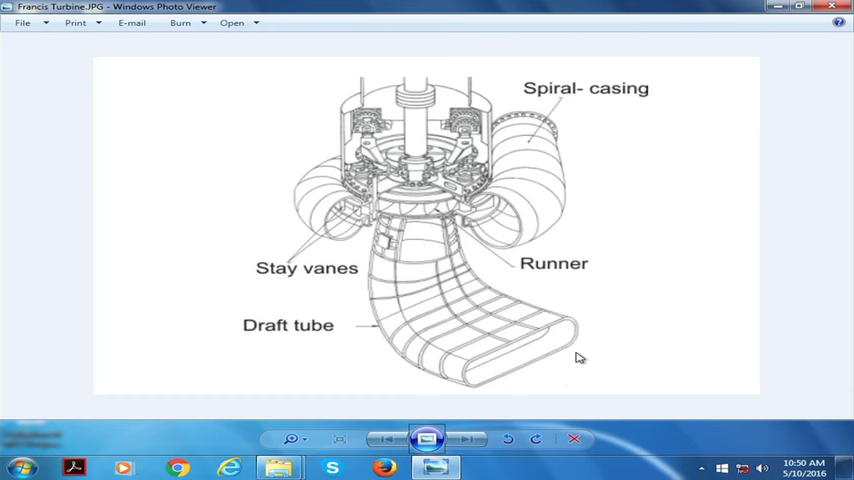 Francis Turbine.JPG - Windows Photo Viewer
File Print E-mail Burn Open
Spiral- casing
Stay vanes
Runner
Draft tube
10:50 AM
5/10/2016